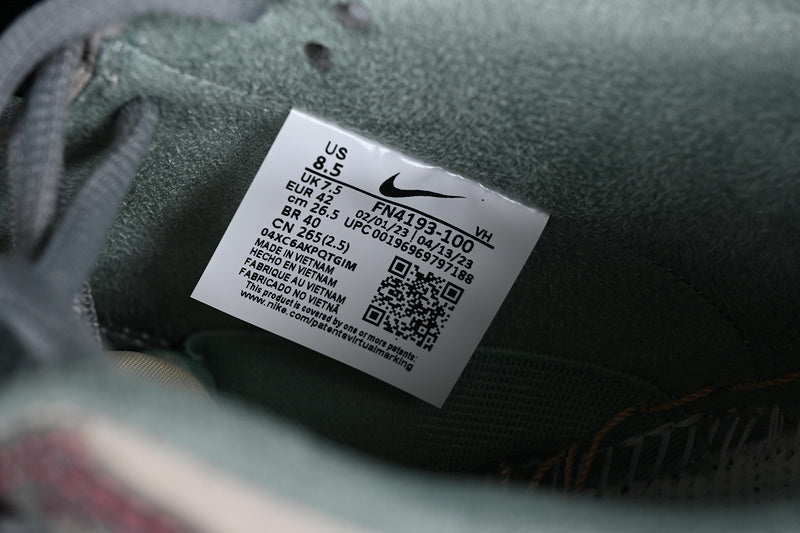 US
8.5
UK 7.5
EUR 42
cm 26.5
BR 40
CN 265(2.5)
04XC6AKPQTGIM
MADE IN VIETNAM
HECHO EN VIETNAM
FABRIQUE AU VIETNAM
FABRICADO NO VIETNÃ
This product is covered by one or more patents:
www.nike.com/patentsvirtualmarking
FN4193-100 VH
02/01/23 | 04/13/23
UPC 00196969797188